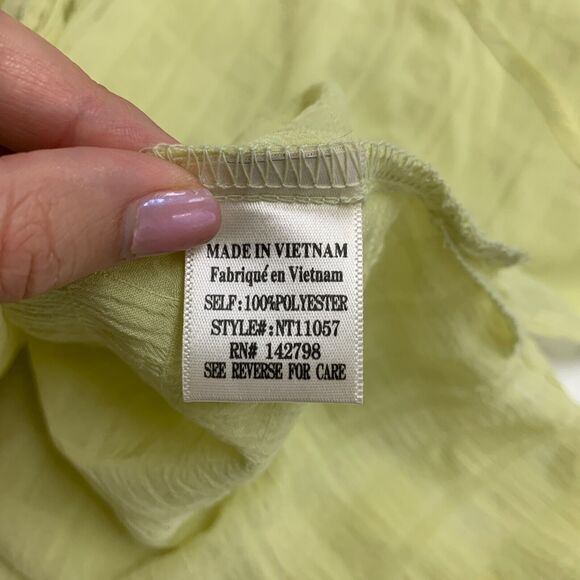 MADE IN VIETNAM
Fabriqué en Vietnam
SELF:100%POLYESTER
STYLE#:NT11057
RN# 142798
SEE REVERSE FOR CARE